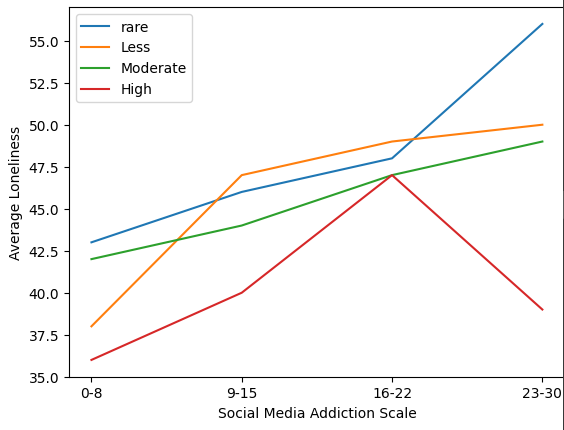 rare
Less
Moderate
High
55.0
52.5
50.0
47.5
45.0
42.5
40.0
37.5
35.0
Average Loneliness
0-8 9-15 16-22 23-30
Social Media Addiction Scale